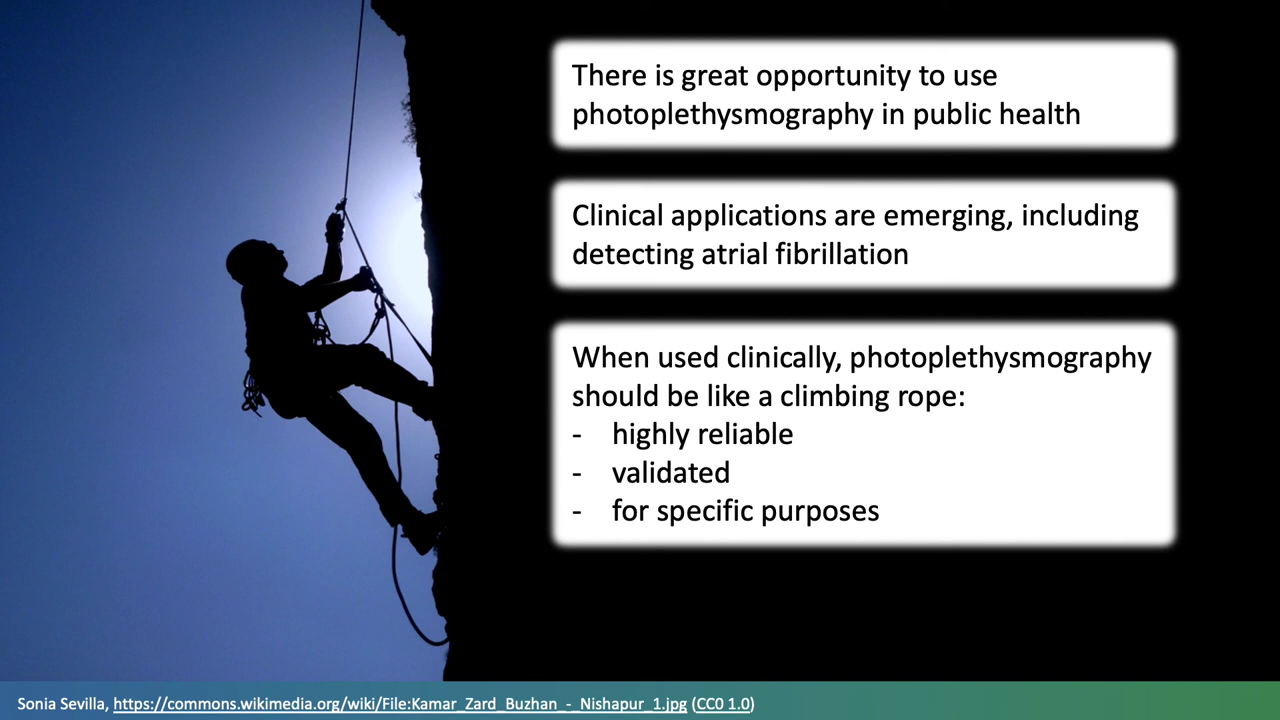 There is great opportunity to use
photoplethysmography in public health
Clinical applications are emerging, including
detecting atrial fibrillation
When used clinically, photoplethysmography
should be like a climbing rope:
- highly reliable
- validated
- for specific purposes
Sonia Sevilla, https://commons.wikimedia.org/wiki/File:Kamar_Zard_Buzhan_-_Nishapur_1.jpg (CC0 1.0)